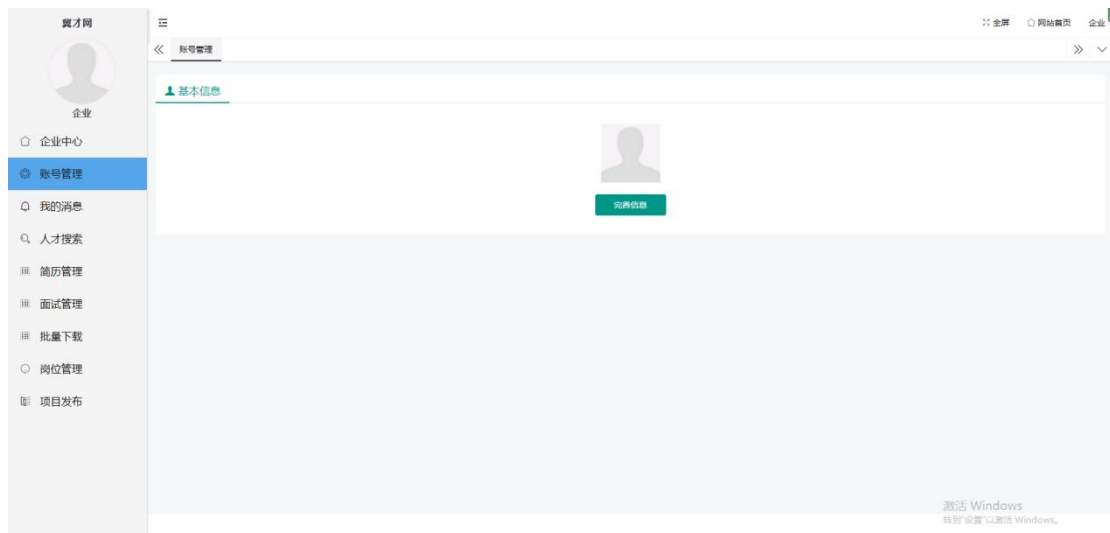 冀才网
全屏
网站首页
企业
账号管理
基本信息
企业
企业中心
账号管理
完善信息
我的消息
人才搜索
简历管理
面试管理
批量下载
岗位管理
项目发布
激活 Windows
转到"设置"以激活 Windows。